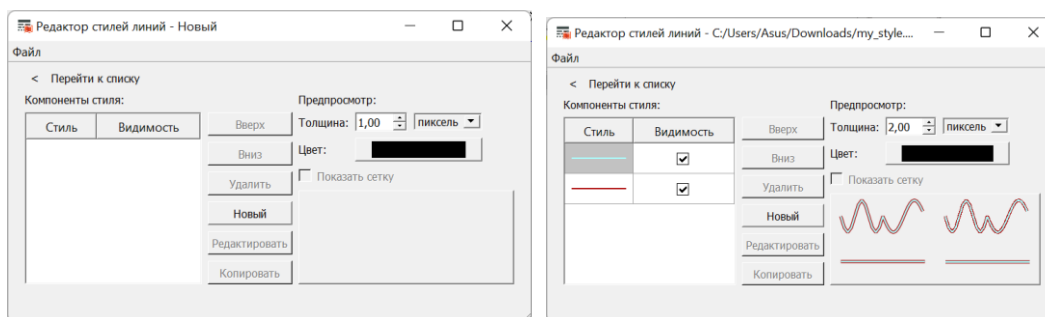 Редактор стилей линий - Новый
Файл
< Перейти к списку
Компоненты стиля:
Предпросмотр:
Стиль Видимость
Вверх
Толщина: 1,00 пиксель
Вниз
Цвет:
Удалить
Показать сетку
Новый
Редактировать
Копировать
Редактор стилей линий - C:/Users/Asus/Downloads/my_style....
Файл
< Перейти к списку
Компоненты стиля:
Предпросмотр:
Стиль Видимость
Вверх
Толщина: 2,00 пиксель
Вниз
Цвет:
Удалить
Показать сетку
Новый
Редактировать
Копировать